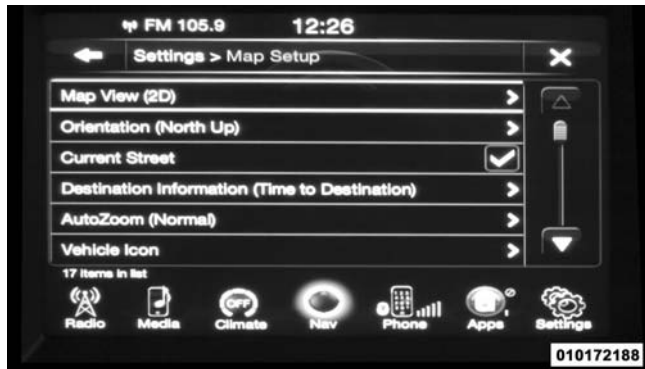 FM 105.9 12:26
Settings > Map Setup
Map View (2D)
Orientation (North Up)
Current Street
Destination Information (Time to Destination)
AutoZoom (Normal)
Vehicle Icon
17 Items in list
OFF
Radio Media Climate Nav Phone Apps Settings
010172188